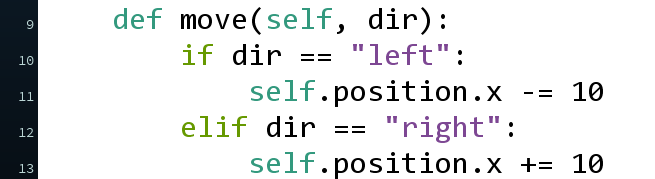 9 def move(self, dir):
10 if dir == "left":
11 self.position.x -= 10
12 elif dir == "right":
13 self.position.x += 10